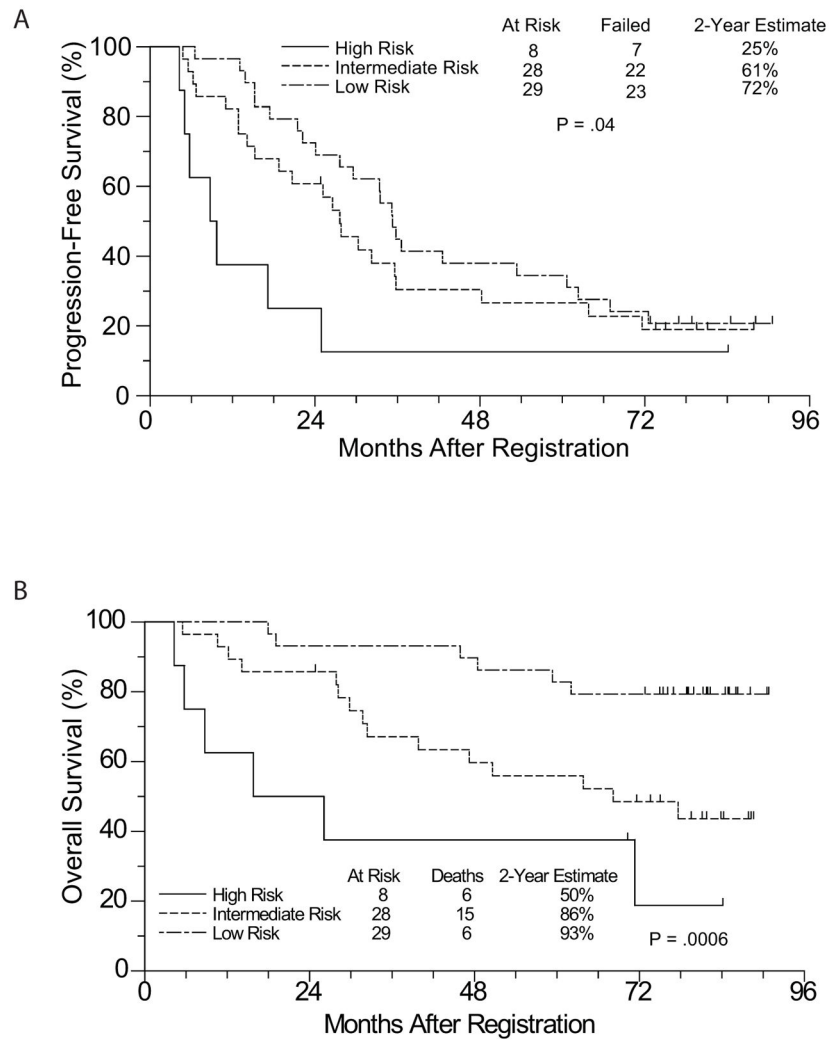 A
At Risk Failed 2-Year Estimate
High Risk 8 7 25%
Intermediate Risk 28 22 61%
Low Risk 29 23 72%
P = .04
Progression-Free Survival (%)
100
80
60
40
20
0
0 24 48 72 96
Months After Registration
B
Overall Survival (%)
100
80
60
40
20
0
At Risk Deaths 2-Year Estimate
High Risk 8 6 50%
Intermediate Risk 28 15 86%
Low Risk 29 6 93%
P = .0006
0 24 48 72 96
Months After Registration